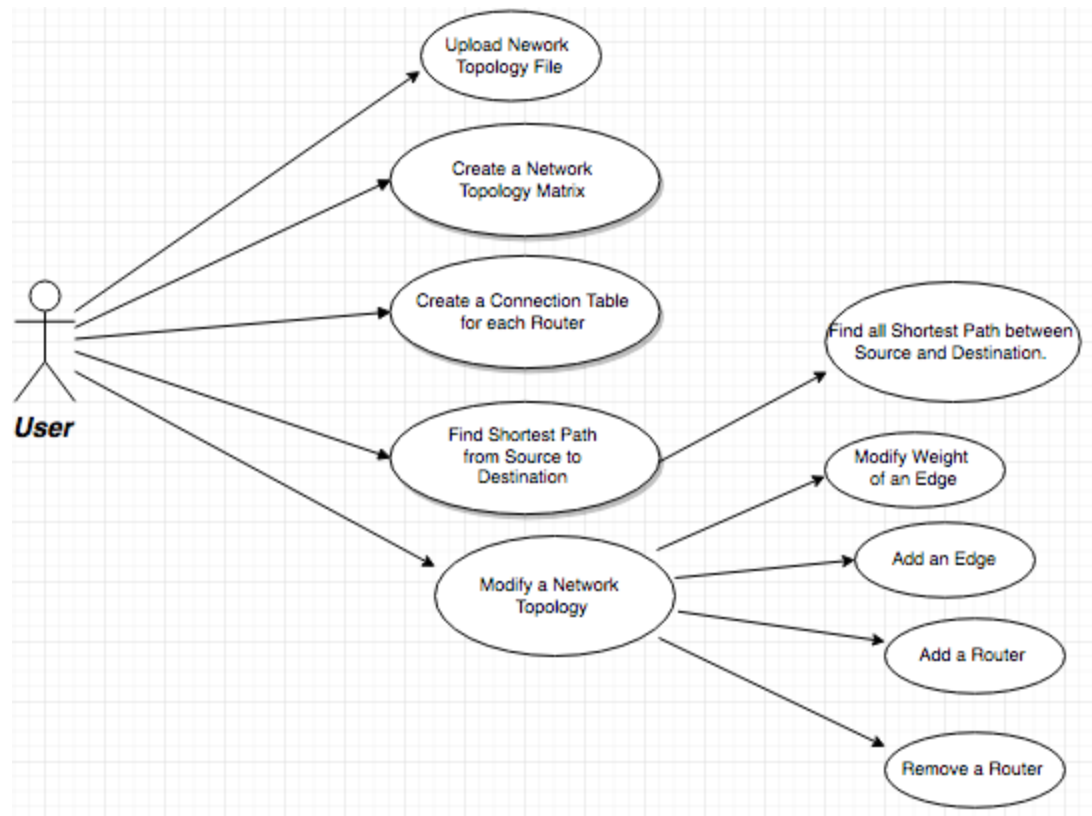 Upload Nework
Topology File
Create a Network
Topology Matrix
Create a Connection Table
for each Router
Find all Shortest Path between
Source and Destination.
User
Find Shortest Path
from Source to
Destination
Modify Weight
of an Edge
Add an Edge
Modify a Network
Topology
Add a Router
Remove a Router